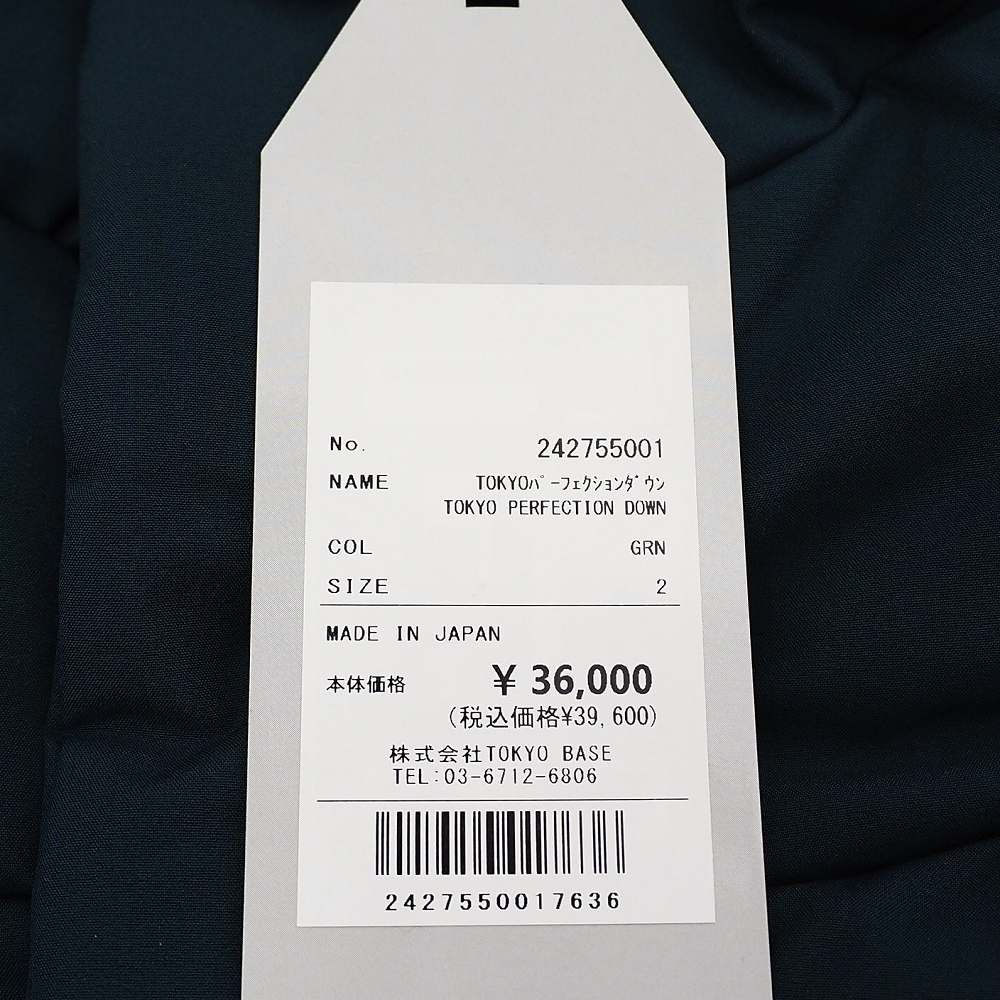 No. 242755001
NAME TOKYOﾊﾟｰﾌｪｸｼｮﾝﾀﾞｳﾝ
TOKYO PERFECTION DOWN
COL GRN
SIZE 2
MADE IN JAPAN
本体価格 ¥ 36,000
(税込価格¥39,600)
株式会社TOKYO BASE
TEL:03-6712-6806
2427550017636